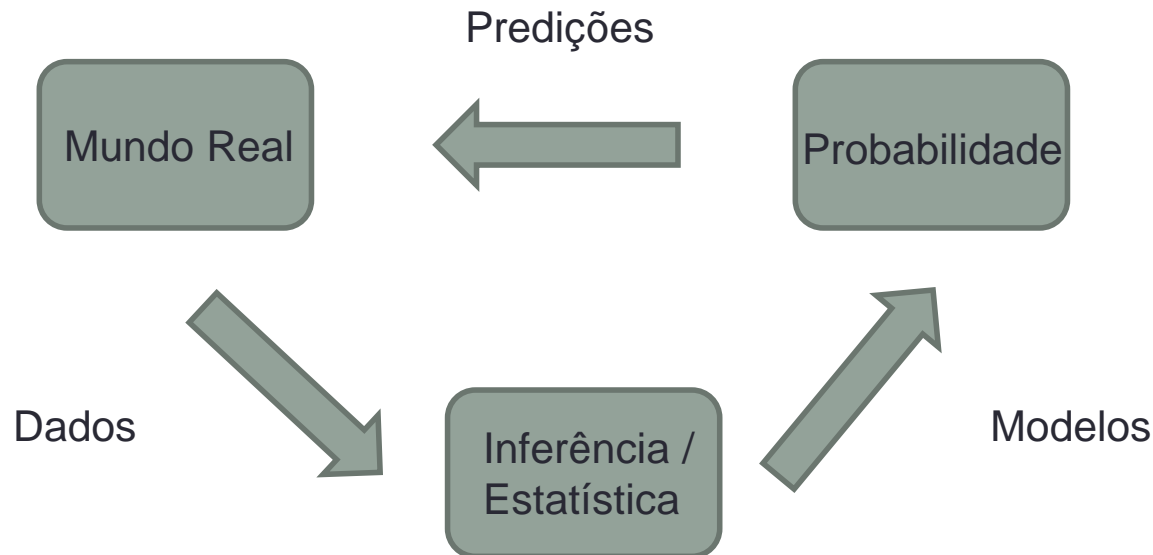 Predições
Mundo Real
Probabilidade
Dados
Inferência /
Estatística
Modelos